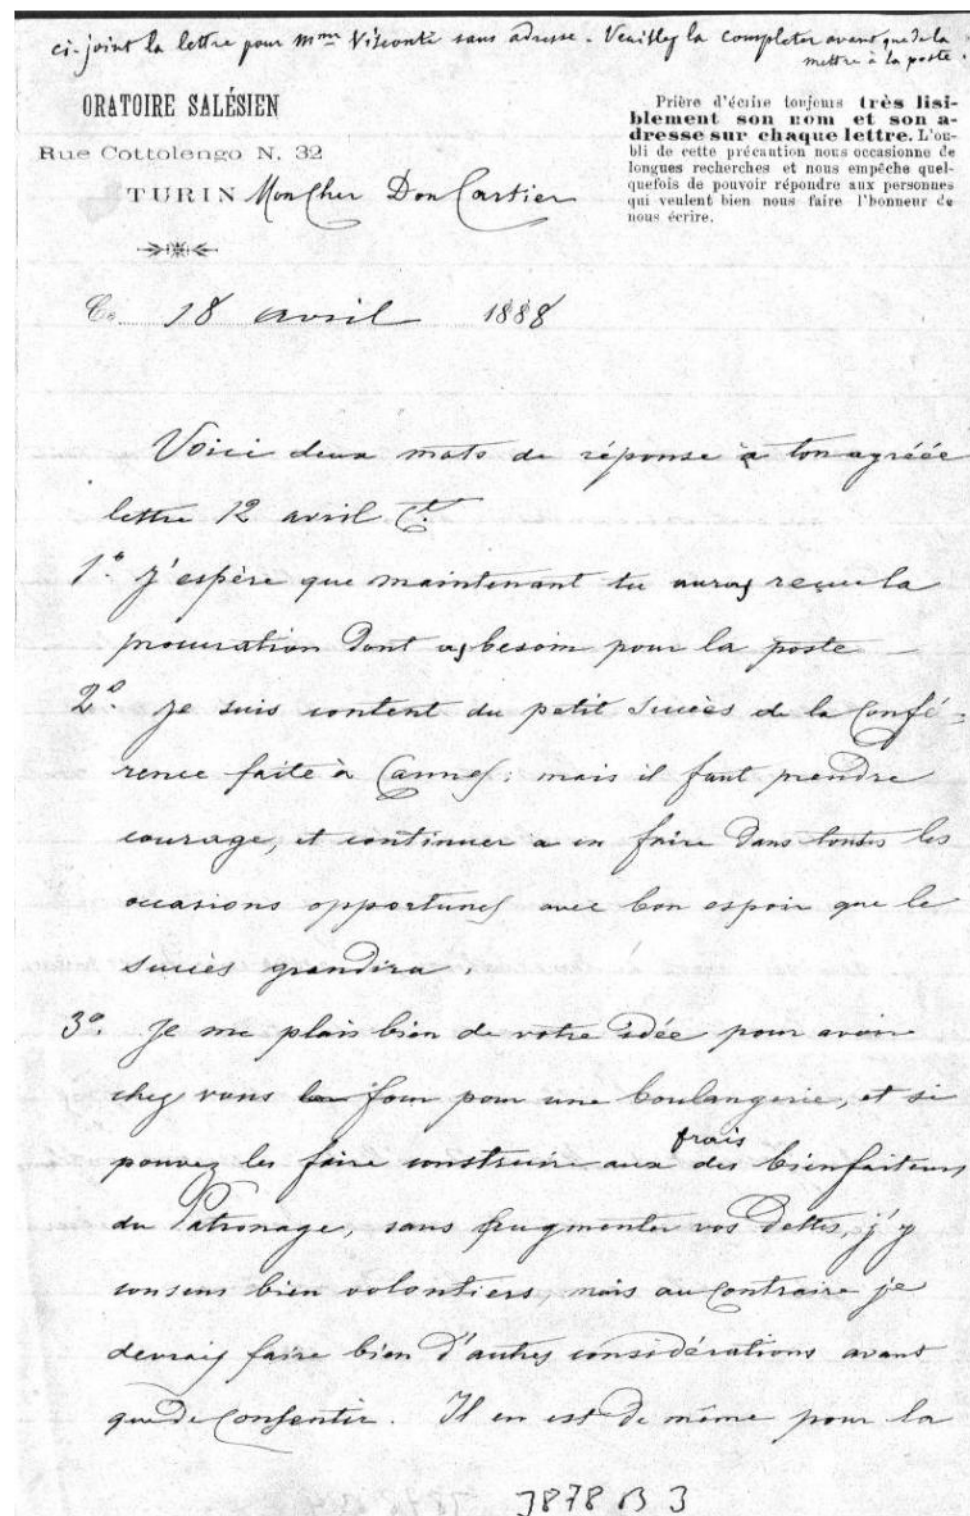 ci-joint la lettre pour Mme Visconti sans adresse. Veuillez la completer avant que de la
mettre à la poste.
ORATOIRE SALÉSIEN
Rue Cottolengo N. 32
TURIN Mon Cher Don Cartier
Prière d'écrire toujours très lisi-
blement son nom et son a-
dresse sur chaque lettre. L'ou-
bli de cette précaution nous occasionne de
longues recherches et nous empêche quel-
quefois de pouvoir répondre aux personnes
qui veulent bien nous faire l'honneur de
nous écrire.
Ce 18 avril 1888
Voici deux mots de réponse à ton agréée
lettre 12 avril Ct.
1°. J'espère que maintenant tu auras reçue la
procuration dont as besoin pour la poste –
2°. Je suis content du petit succès de la Confé=
rence faite à Cannes: mais il faut prendre
courage, et continuer a en faire dans toutes les
occasions opportunes avec bon espoir que le
succès grandira.
3°. Je me plais bien de votre idée pour avoir
chez vous four pour une boulangerie, et si
pouvez les faire construire aux frais des bienfaiteurs
du Patronage, sans augmenter vos dettes, j'y
consens bien volontiers, mais au contraire je
devrais faire bien d'autres considérations avant
que de consentir. Il en est de même pour la
3878 B 3